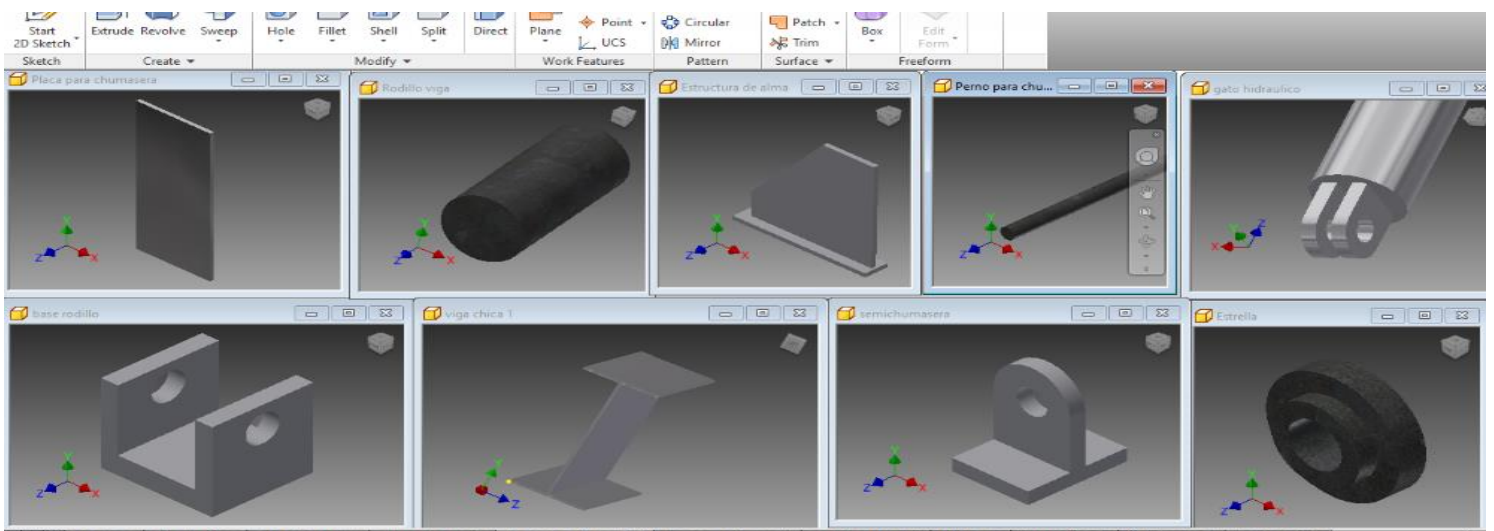 Start
2D Sketch
Extrude Revolve Sweep
Hole Fillet Shell Split
Direct
Plane
Point
UCS
Circular
Mirror
Patch
Trim
Box
Edit
Form
Sketch Create Modify Work Features Pattern Surface Freeform
Placa para chumasera
Rodillo viga
Estructura de alma
Perno para chu...
gato hidraulico
Y
Z
X
Y
Z
X
Y
Z
X
Y
Z
X
Y
Z
X
base rodillo
viga chica 1
semichumasera
Estrella
Y
Z
X
Y
Z
Y
Z
X
Y
Z
X